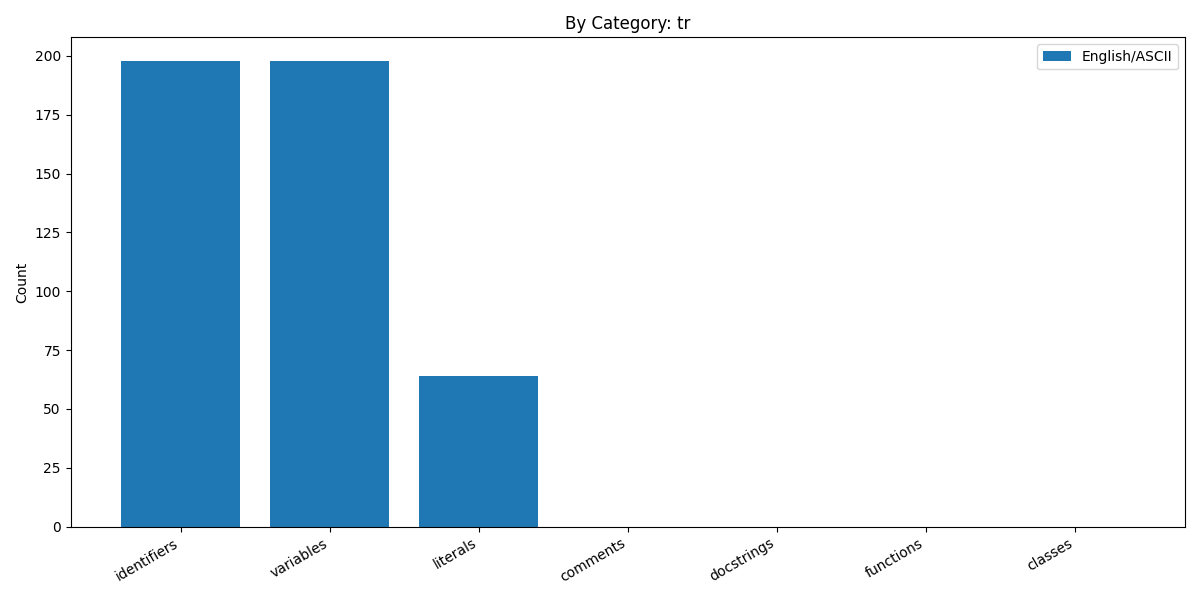 By Category: tr
English/ASCII
200
175
150
125
100
75
50
25
0
Count
identifiers
variables
literals
comments
docstrings
functions
classes